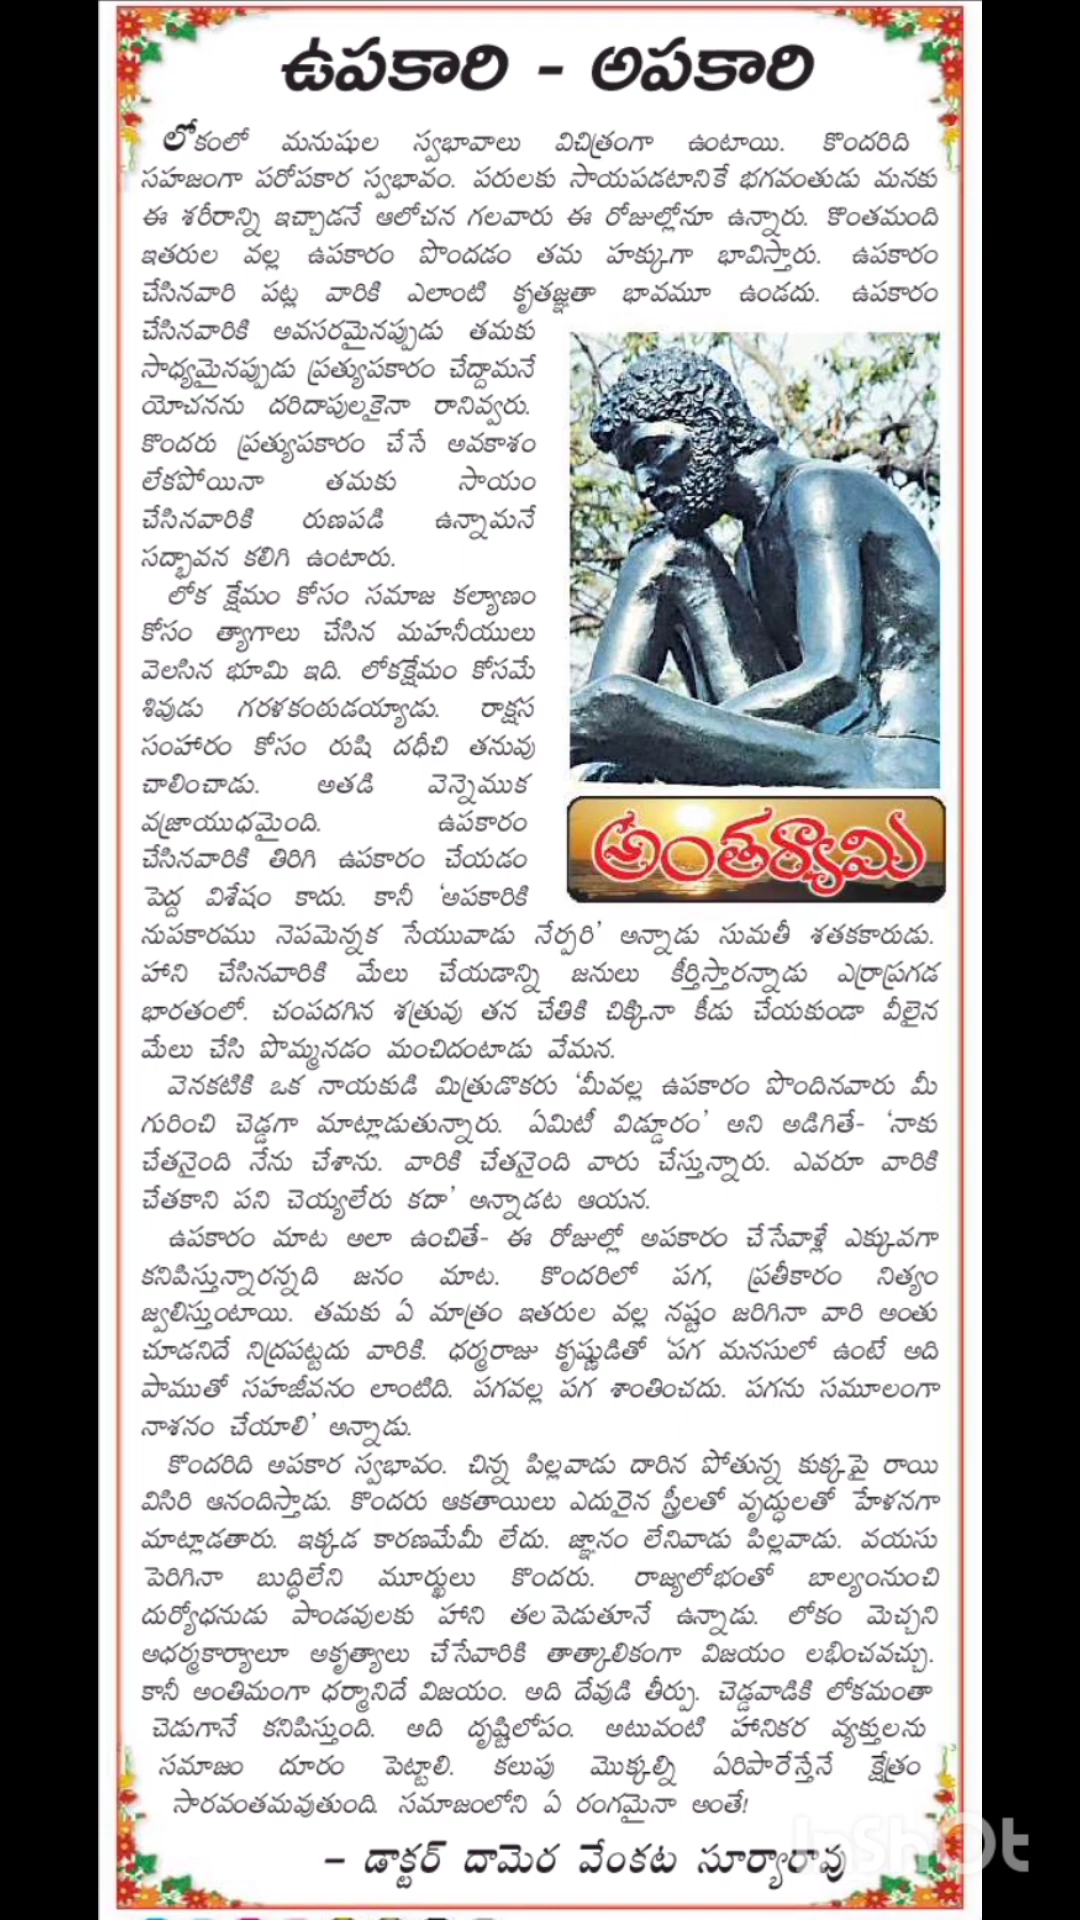 ఉపకారి - అపకారి
లోకంలో మనుషుల స్వభావాలు విచిత్రంగా ఉంటాయి. కొందరిది
సహజంగా పరోపకార స్వభావం. పరులకు సాయపడటానికే భగవంతుడు మనకు
ఈ శరీరాన్ని ఇచ్చాడనే ఆలోచన గలవారు ఈ రోజుల్లోనూ ఉన్నారు. కొంతమంది
ఇతరుల వల్ల ఉపకారం పొందడం తమ హక్కుగా భావిస్తారు. ఉపకారం
చేసినవారి పట్ల వారికి ఎలాంటి కృతజ్ఞతా భావమూ ఉండదు. ఉపకారం
చేసినవారికి అవసరమైనప్పుడు తమకు
సాధ్యమైనప్పుడు ప్రత్యుపకారం చేద్దామనే
యోచనను దరిదాపులకైనా రానివ్వరు.
కొందరు ప్రత్యుపకారం చేసే అవకాశం
లేకపోయినా తమకు సాయం
చేసినవారికి రుణపడి ఉన్నామనే
సద్భావన కలిగి ఉంటారు.
లోక క్షేమం కోసం సమాజ కల్యాణం
కోసం త్యాగాలు చేసిన మహనీయులు
వెలసిన భూమి ఇది. లోకక్షేమం కోసమే
శివుడు గరళకంఠుడయ్యాడు. రాక్షస
సంహారం కోసం రుషి దధీచి తనువు
చాలించాడు. అతడి వెన్నెముక
వజ్రాయుధమైంది. ఉపకారం
చేసినవారికి తిరిగి ఉపకారం చేయడం
పెద్ద విశేషం కాదు. కానీ ‘అపకారికి
అంతర్యామి
నుపకారము నెపమెన్నక సేయువాడు నేర్పరి’ అన్నాడు సుమతీ శతకకారుడు.
హాని చేసినవారికి మేలు చేయడాన్ని జనులు కీర్తిస్తారన్నాడు ఎర్రాప్రగడ
భారతంలో. చంపదగిన శత్రువు తన చేతికి చిక్కినా కీడు చేయకుండా వీలైన
మేలు చేసి పొమ్మనడం మంచిదంటాడు వేమన.
వెనకటికి ఒక నాయకుడి మిత్రుడొకరు ‘మీవల్ల ఉపకారం పొందినవారు మీ
గురించి చెడ్డగా మాట్లాడుతున్నారు. ఏమిటీ విడ్డూరం’ అని అడిగితే- ‘నాకు
చేతనైంది నేను చేశాను. వారికి చేతనైంది వారు చేస్తున్నారు. ఎవరూ వారికి
చేతకాని పని చెయ్యలేరు కదా’ అన్నాడట ఆయన.
ఉపకారం మాట అలా ఉంచితే- ఈ రోజుల్లో అపకారం చేసేవాళ్లే ఎక్కువగా
కనిపిస్తున్నారన్నది జనం మాట. కొందరిలో పగ, ప్రతీకారం నిత్యం
జ్వలిస్తుంటాయి. తమకు ఏ మాత్రం ఇతరుల వల్ల నష్టం జరిగినా వారి అంతు
చూడనిదే నిద్రపట్టదు వారికి. ధర్మరాజు కృష్ణుడితో ‘పగ మనసులో ఉంటే అది
పాముతో సహజీవనం లాంటిది. పగవల్ల పగ శాంతించదు. పగను సమూలంగా
నాశనం చేయాలి’ అన్నాడు.
కొందరిది అపకార స్వభావం. చిన్న పిల్లవాడు దారిన పోతున్న కుక్కపై రాయి
విసిరి ఆనందిస్తాడు. కొందరు ఆకతాయిలు ఎదురైన స్త్రీలతో వృద్ధులతో హేళనగా
మాట్లాడతారు. ఇక్కడ కారణమేమీ లేదు. జ్ఞానం లేనివాడు పిల్లవాడు. వయసు
పెరిగినా బుద్ధిలేని మూర్ఖులు కొందరు. రాజ్యలోభంతో బాల్యంనుంచి
దుర్యోధనుడు పాండవులకు హాని తలపెడుతూనే ఉన్నాడు. లోకం మెచ్చని
అధర్మకార్యాలూ అకృత్యాలు చేసేవారికి తాత్కాలికంగా విజయం లభించవచ్చు.
కానీ అంతిమంగా ధర్మానిదే విజయం. అది దేవుడి తీర్పు. చెడ్డవాడికి లోకమంతా
చెడుగానే కనిపిస్తుంది. అది దృష్టిలోపం. అటువంటి హానికర వ్యక్తులను
సమాజం దూరం పెట్టాలి. కలుపు మొక్కల్ని ఏరిపారేస్తేనే క్షేత్రం
సారవంతమవుతుంది. సమాజంలోని ఏ రంగమైనా అంతే!
– డాక్టర్ దామెర వేంకట సూర్యారావు
InShOt